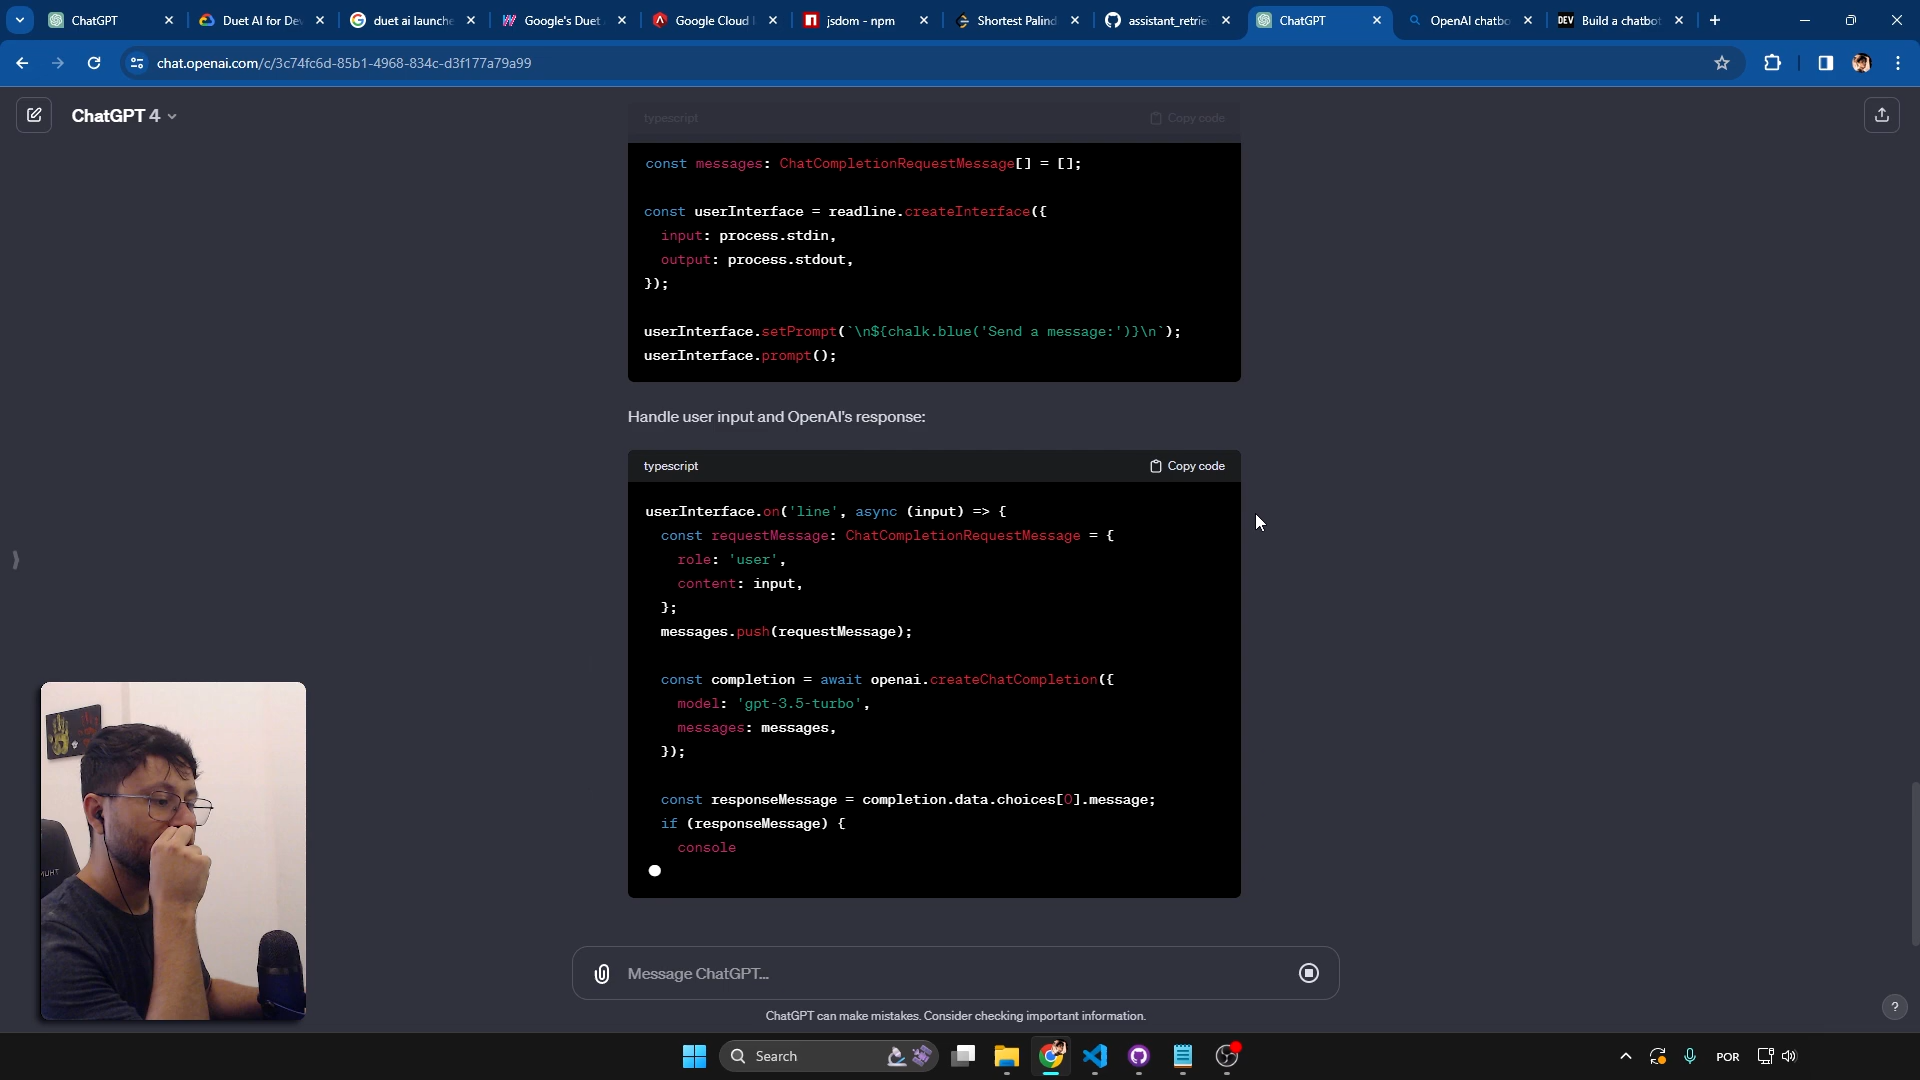 ChatGPT
Duet AI for De
duet ai launche
Google's Duet
Google Cloud
jsdom - npm
Shortest Palind
assistant_retrie
ChatGPT
OpenAI chatbo
DEV
Build a chatbot
chat.openai.com/c/3c74fc6d-85b1-4968-834c-d3f177a79a99
ChatGPT 4
typescript
Copy code
const messages: ChatCompletionRequestMessage[] = [];
const userInterface = readline.createInterface({
input: process.stdin,
output: process.stdout,
});
userInterface.setPrompt(`\n${chalk.blue('Send a message:')}\n`);
userInterface.prompt();
Handle user input and OpenAI's response:
typescript
Copy code
userInterface.on('line', async (input) => {
const requestMessage: ChatCompletionRequestMessage = {
role: 'user',
content: input,
};
messages.push(requestMessage);
const completion = await openai.createChatCompletion({
model: 'gpt-3.5-turbo',
messages: messages,
});
const responseMessage = completion.data.choices[0].message;
if (responseMessage) {
console
Message ChatGPT...
ChatGPT can make mistakes. Consider checking important information.
?
Search
POR